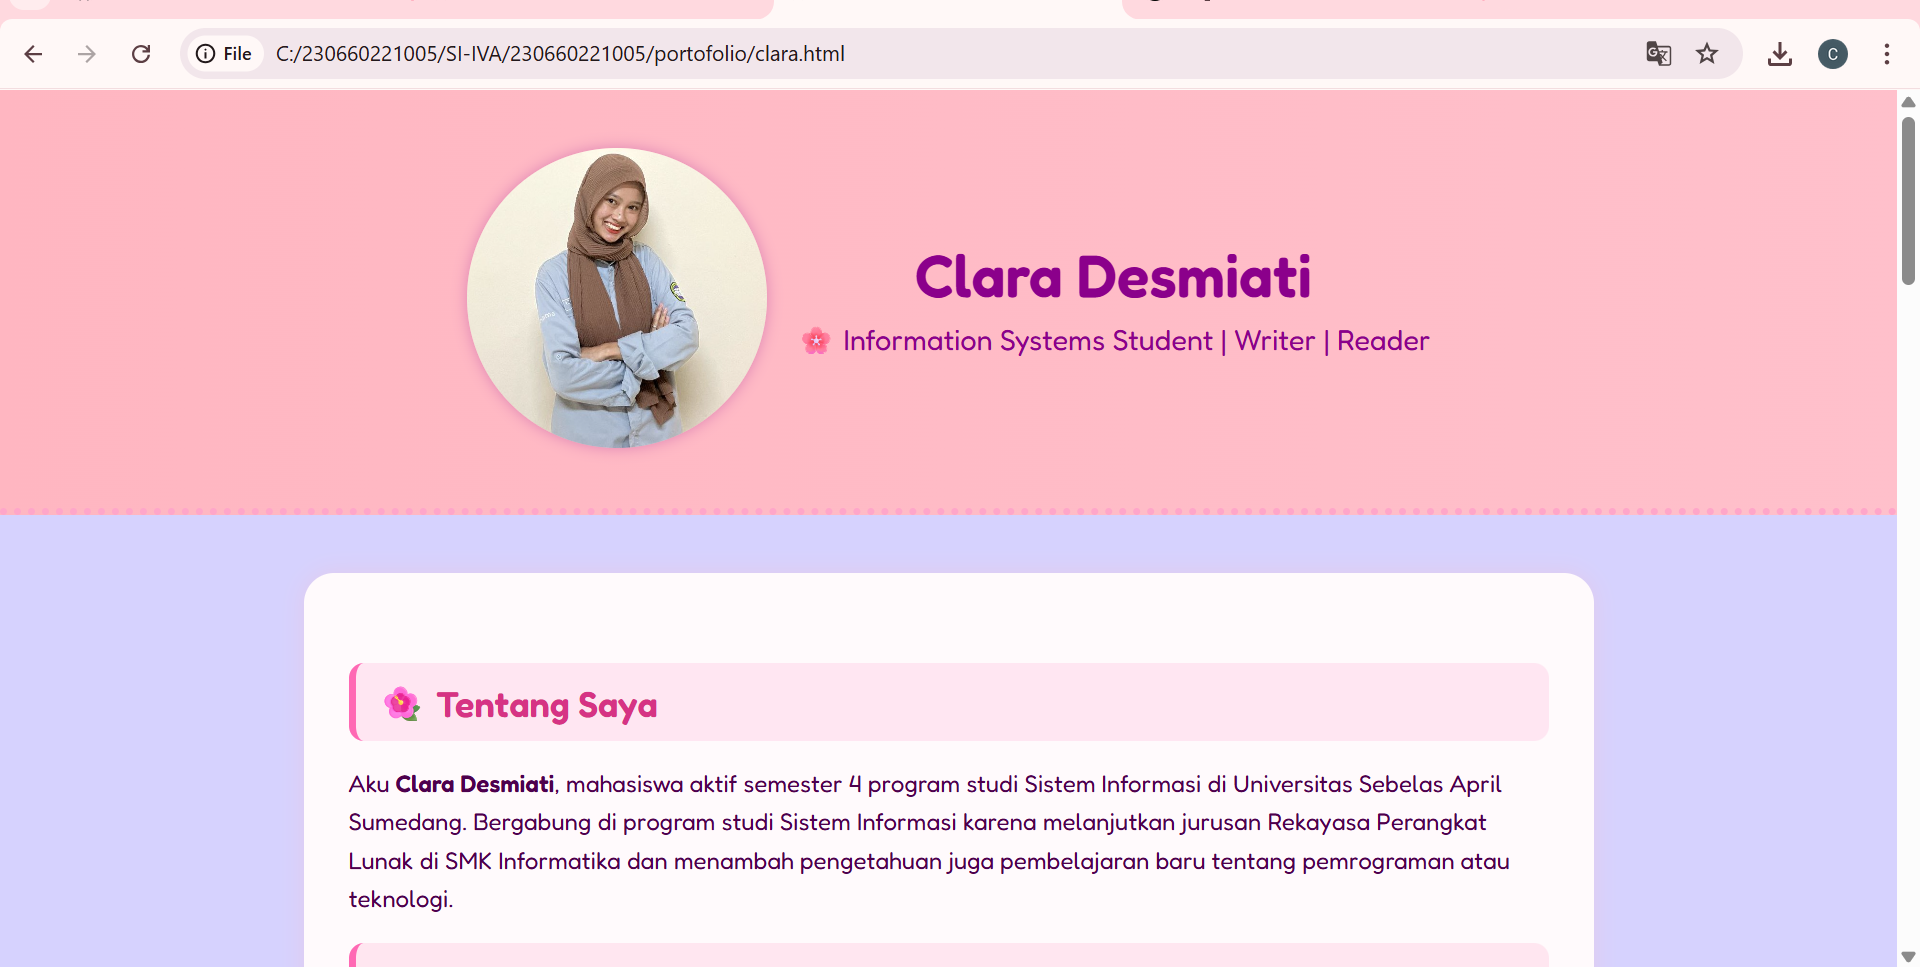 File
C:/230660221005/SI-IVA/230660221005/portofolio/clara.html
C
Clara Desmiati
Information Systems Student | Writer | Reader
Tentang Saya
Aku Clara Desmiati, mahasiswa aktif semester 4 program studi Sistem Informasi di Universitas Sebelas April
Sumedang. Bergabung di program studi Sistem Informasi karena melanjutkan jurusan Rekayasa Perangkat
Lunak di SMK Informatika dan menambah pengetahuan juga pembelajaran baru tentang pemrograman atau
teknologi.